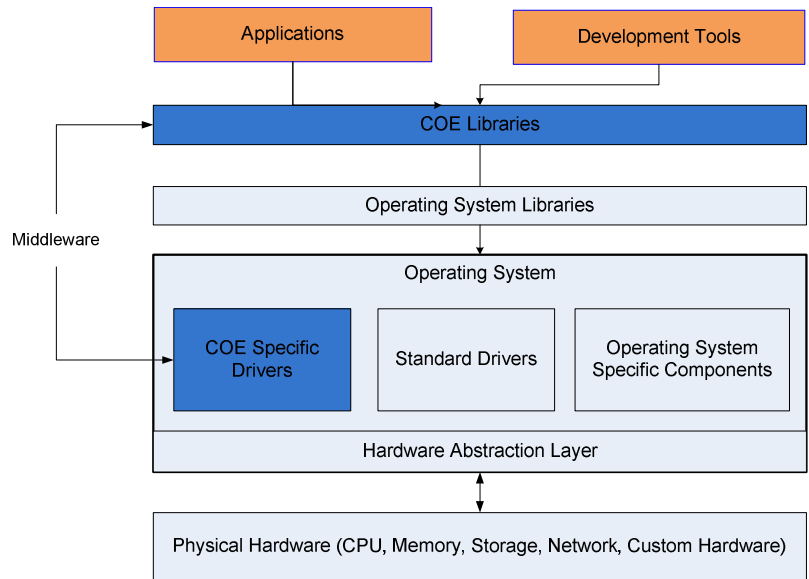 Applications
Development Tools
COE Libraries
Operating System Libraries
Middleware
Operating System
COE Specific
Drivers
Standard Drivers
Operating System
Specific Components
Hardware Abstraction Layer
Physical Hardware (CPU, Memory, Storage, Network, Custom Hardware)